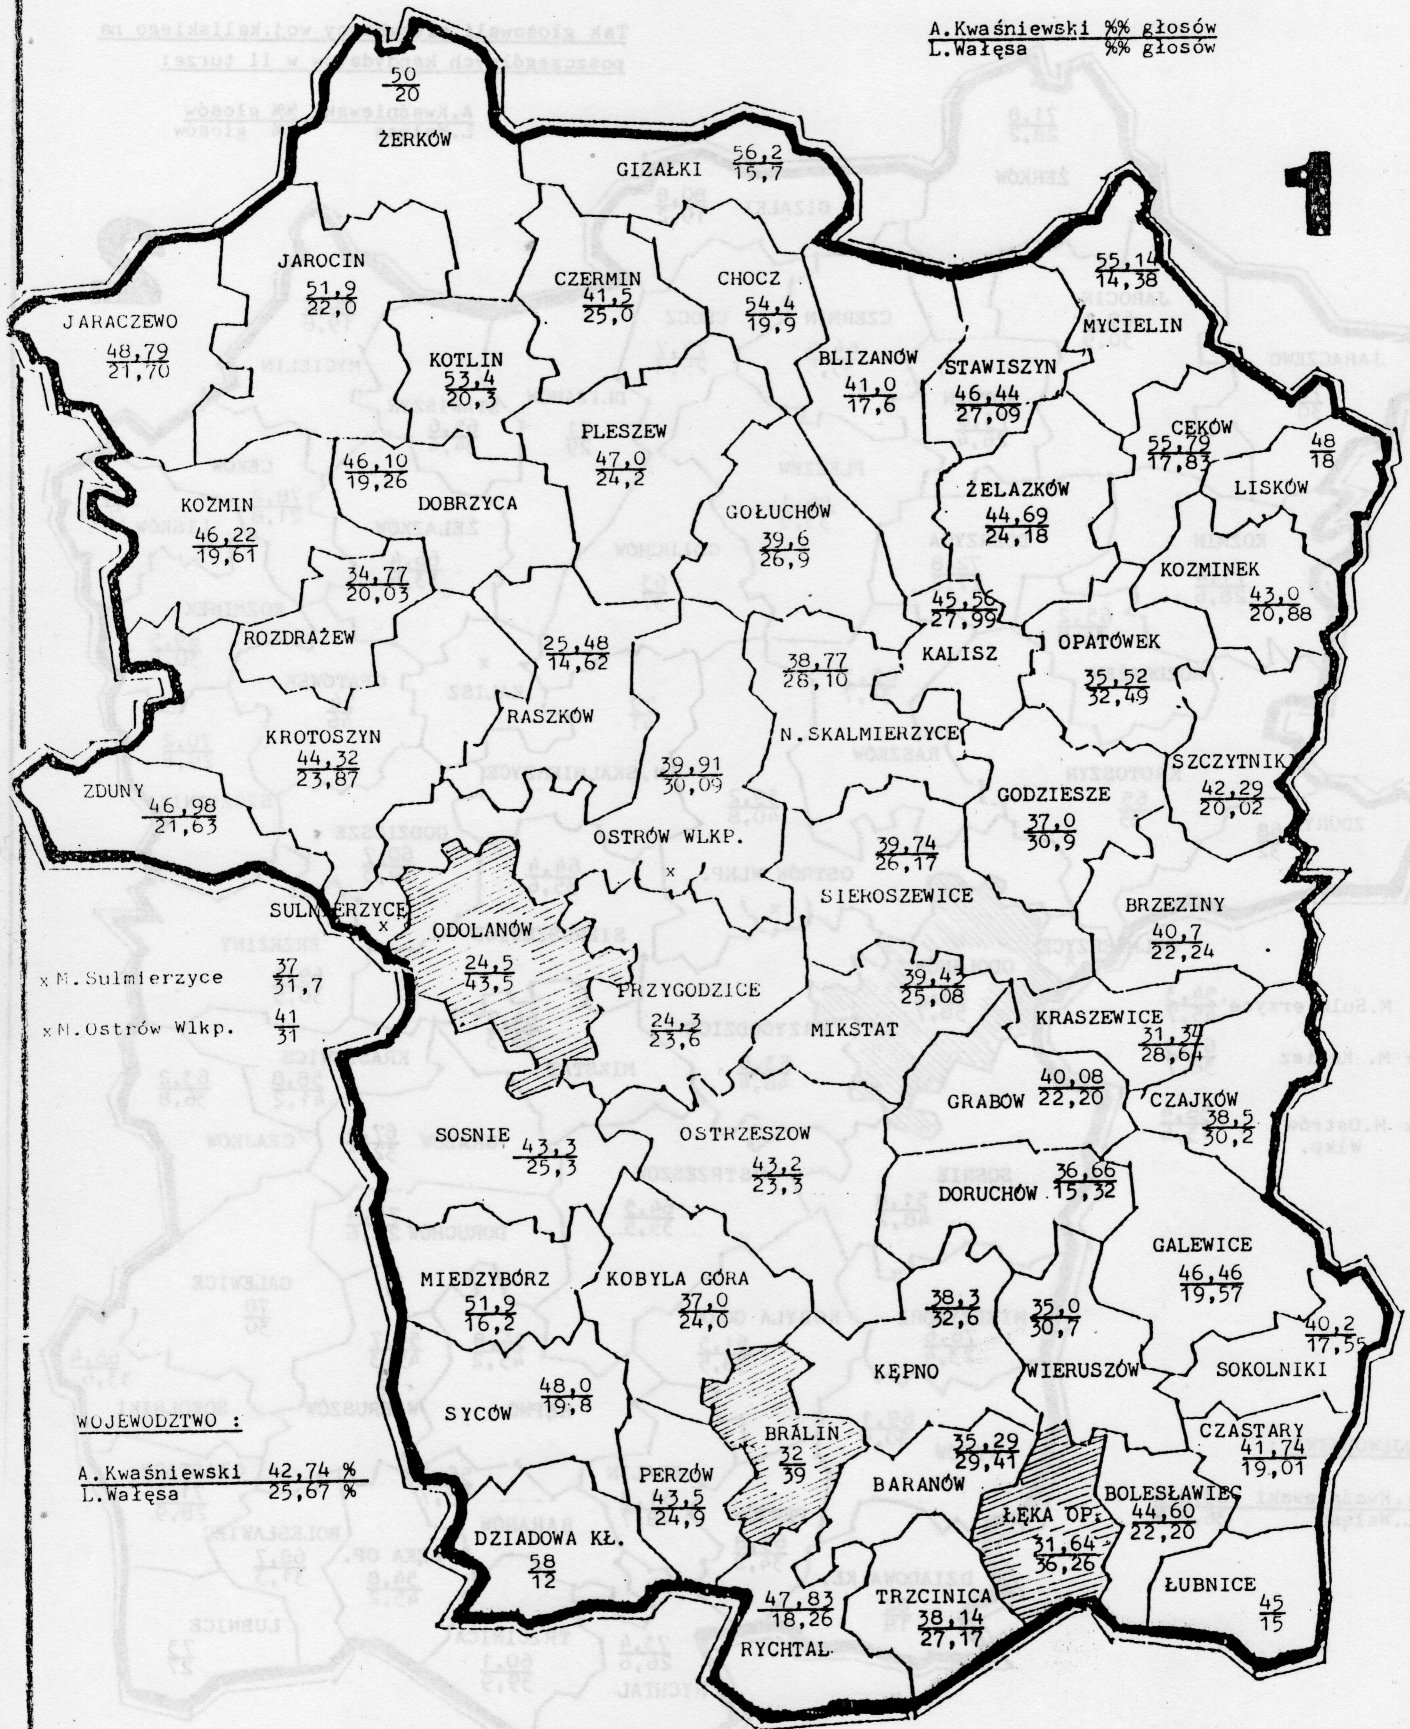 A.Kwaśniewski %% głosów
L.Wałęsa %% głosów
1
50
20
ŻERKÓW
GIZAŁKI
56,2
15,7
JAROCIN
51,9
22,0
CZERMIN
41,5
25,0
CHOCZ
54,4
19,9
55,14
14,38
MYCIELIN
JARACZEWO
48,79
21,70
KOTLIN
53,4
20,3
BLIZANÓW
41,0
17,6
STAWISZYN
46,44
27,09
PLESZEW
47,0
24,2
CEKÓW
55,79
17,83
48
18
LISKÓW
46,10
19,26
DOBRZYCA
KOŹMIN
46,22
19,61
GOŁUCHÓW
39,6
26,9
ŻELAZKÓW
44,69
24,18
34,77
20,03
ROZDRAŻEW
KOZMINEK
43,0
20,88
45,56
27,99
KALISZ
OPATÓWEK
35,52
32,49
25,48
14,62
RASZKÓW
38,77
28,10
N.SKALMIERZYCE
KROTOSZYN
44,32
23,87
39,91
30,09
OSTRÓW WLKP.
x
SZCZYTNIKI
42,29
20,02
ZDUNY
46,98
21,63
GODZIESZE
37,0
30,9
39,74
26,17
SIEROSZEWICE
SULMIERZYCE
x
ODOLANÓW
24,5
43,5
BRZEZINY
40,7
22,24
x M.Sulmierzyce 37
31,7
x M.Ostrów Wlkp. 41
31
PRZYGODZICE
24,3
23,6
39,43
25,08
MIKSTAT
KRASZEWICE
31,34
28,64
GRABÓW
40,08
22,20
CZAJKÓW
38,5
30,2
SOSNIE
43,3
25,3
OSTRZESZOW
43,2
23,3
DORUCHÓW
36,66
15,32
GALEWICE
46,46
19,57
MIEDZYBÓRZ
51,9
16,2
KOBYLA GÓRA
37,0
24,0
38,3
32,6
KĘPNO
35,0
30,7
WIERUSZÓW
40,2
17,55
SOKOLNIKI
SYCÓW
48,0
19,8
WOJEWODZTWO :
A.Kwaśniewski 42,74 %
L.Wałęsa 25,67 %
BRALIN
32
39
CZASTARY
41,74
19,01
PERZÓW
43,5
24,9
35,29
29,41
BARANÓW
BOLESŁAWIEC
44,60
22,20
ŁĘKA OP.
31,64
36,26
DZIADOWA KŁ.
58
12
47,83
18,26
RYCHTAL
TRZCINICA
38,14
27,17
ŁUBNICE
45
15